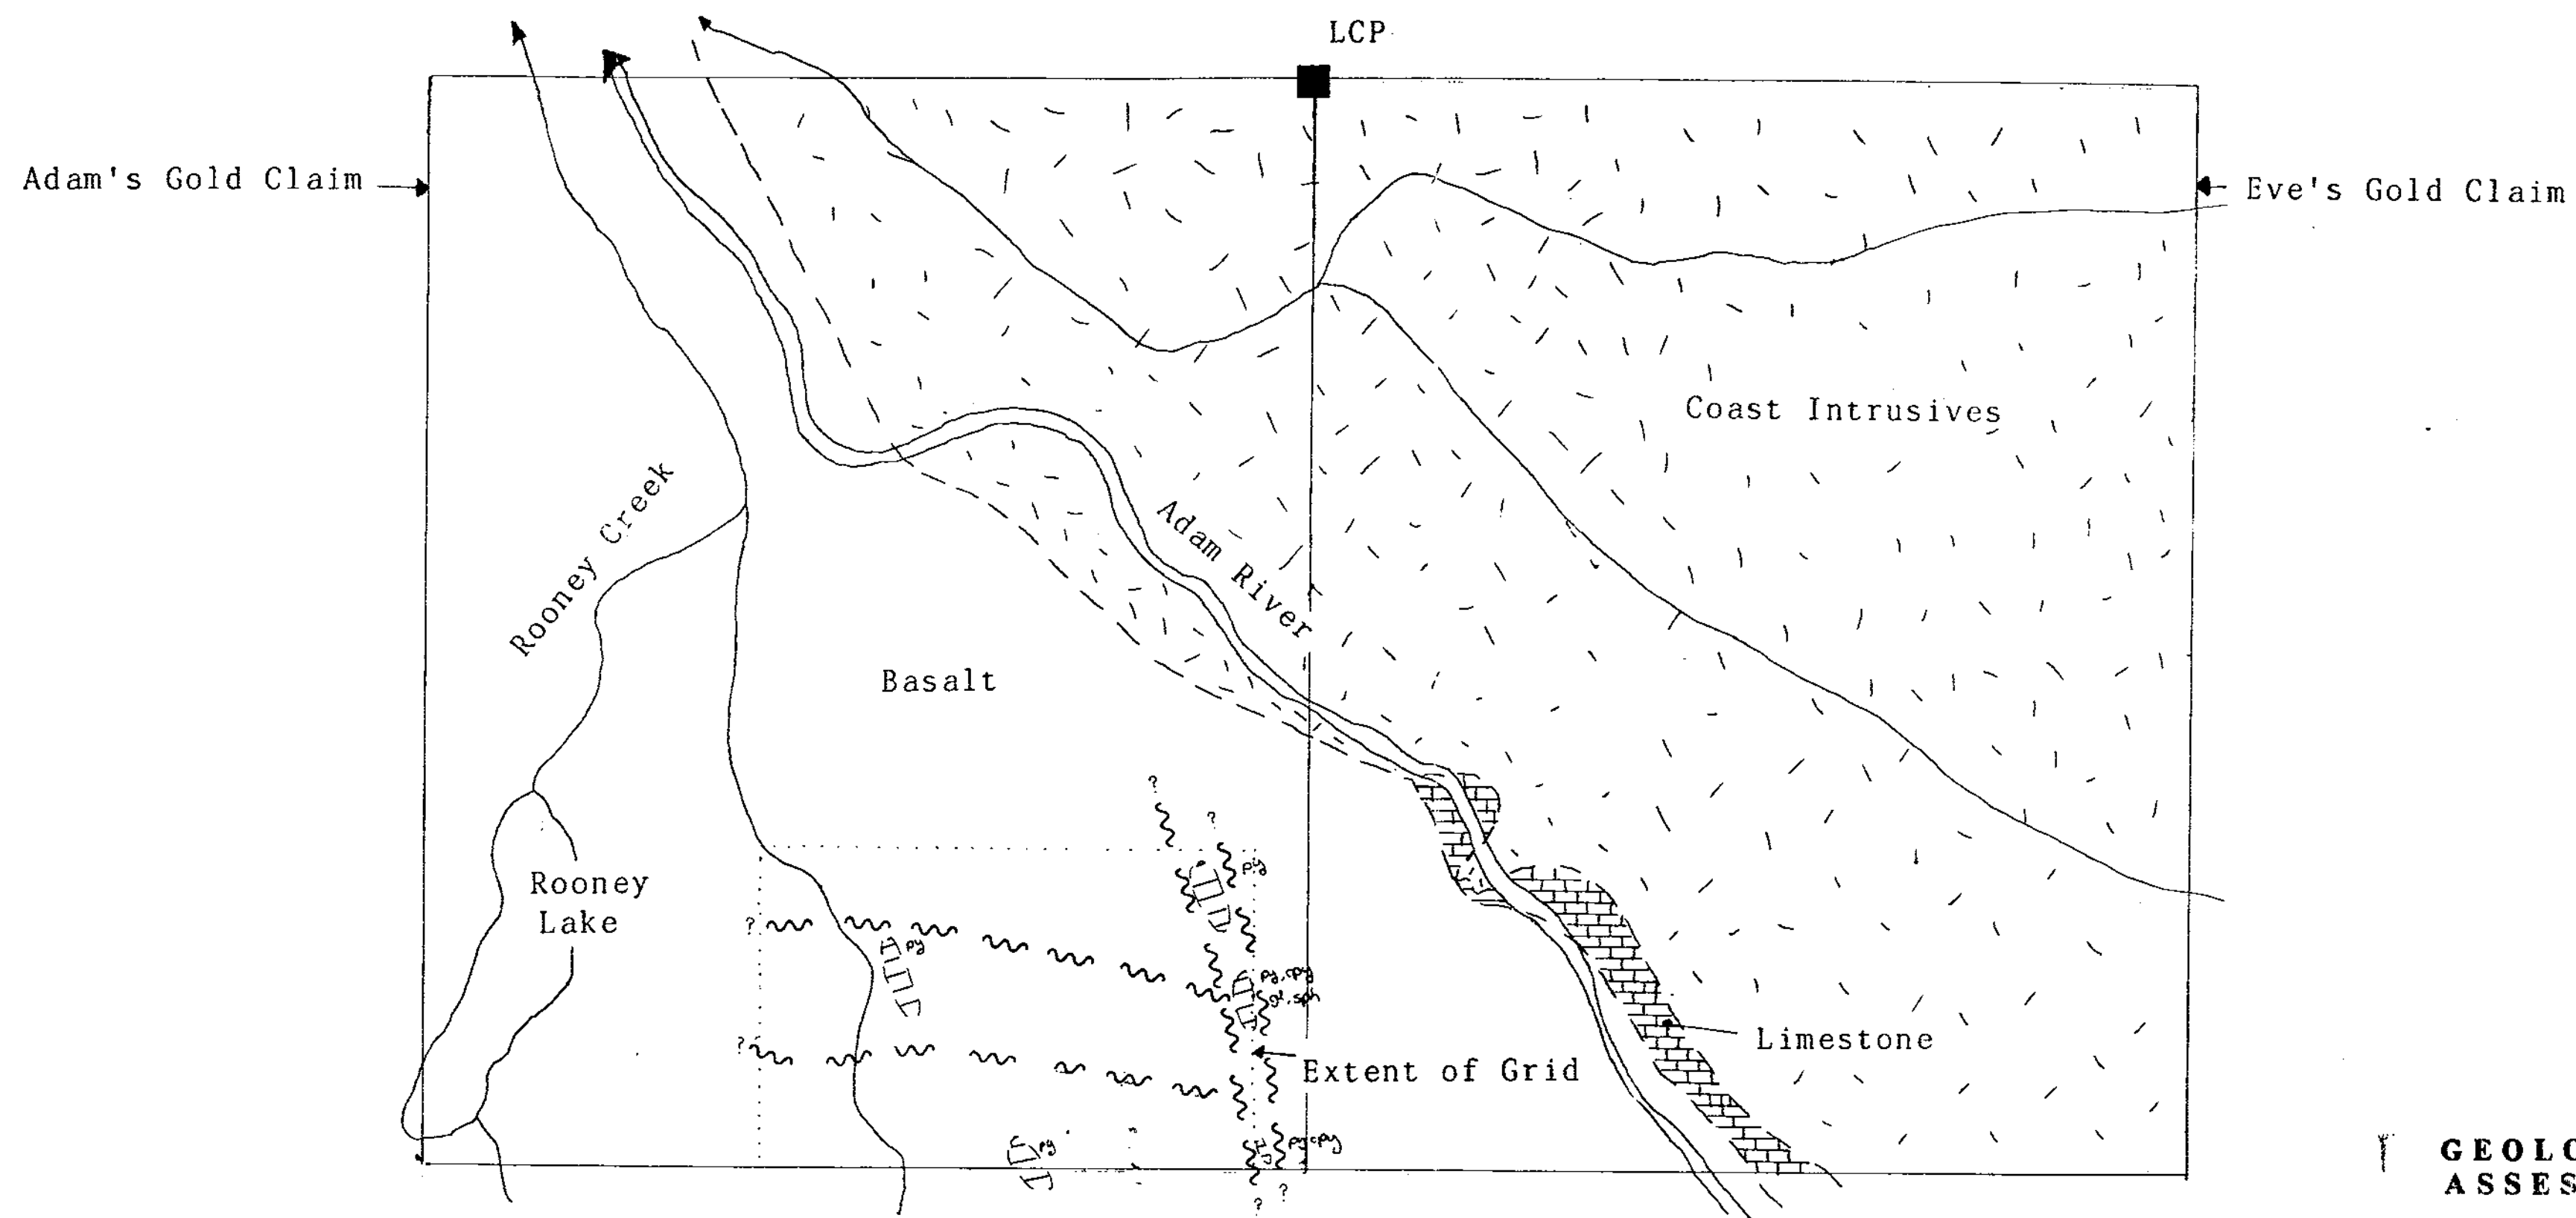 LCP
Adam's Gold Claim
Eve's Gold Claim
Coast Intrusives
Rooney Creek
Adam River
Basalt
?
?
py
Rooney
Lake
?
py
py,cpy
gl,sph
Limestone
?
Extent of Grid
py
py cpy
?
?
GEOLO
ASSES